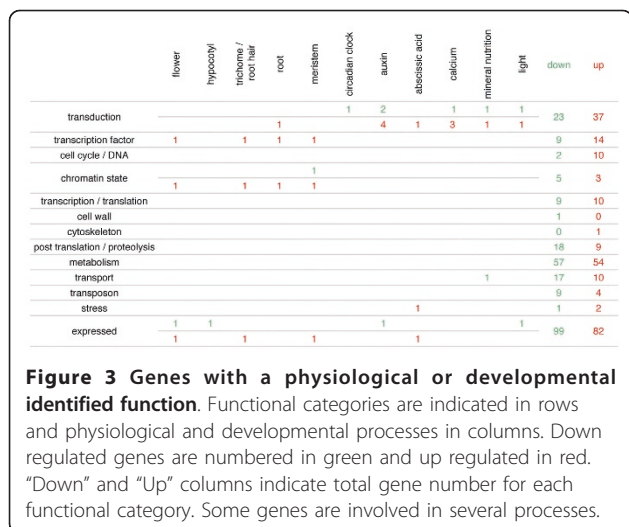 flower hypocotyl trichome / root hair root meristem circadian clock auxin abscissic acid calcium mineral nutrition light down up
1 2 1 1 1
transduction 23 37
1 4 1 3 1 1
transcription factor 1 1 1 1 9 14
cell cycle / DNA 2 10
1
chromatin state 5 3
1 1 1 1
transcription / translation 9 10
cell wall 1 0
cytoskeleton 0 1
post translation / proteolysis 18 9
metabolism 57 54
transport 1 17 10
transposon 9 4
stress 1 1 2
1 1 1 1
expressed 99 82
1 1 1 1
Figure 3 Genes with a physiological or developmental
identified function. Functional categories are indicated in rows
and physiological and developmental processes in columns. Down
regulated genes are numbered in green and up regulated in red.
"Down" and "Up" columns indicate total gene number for each
functional category. Some genes are involved in several processes.